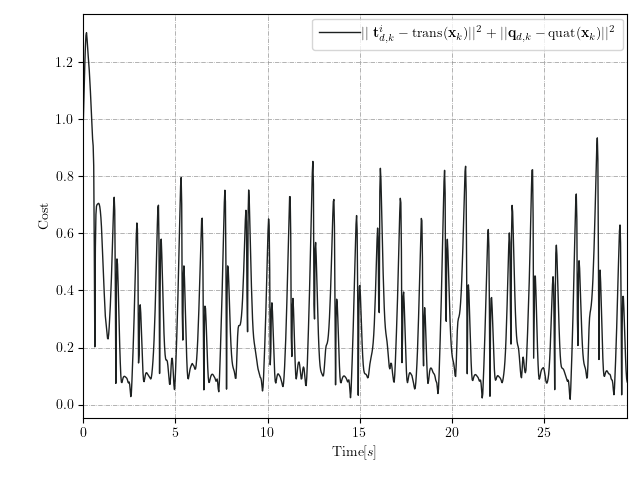 || t^i_{d,k} − trans(x_k)||^2 + ||q_{d,k} − quat(x_k)||^2
1.2
1.0
0.8
0.6
0.4
0.2
0.0
Cost
0 5 10 15 20 25
Time[s]